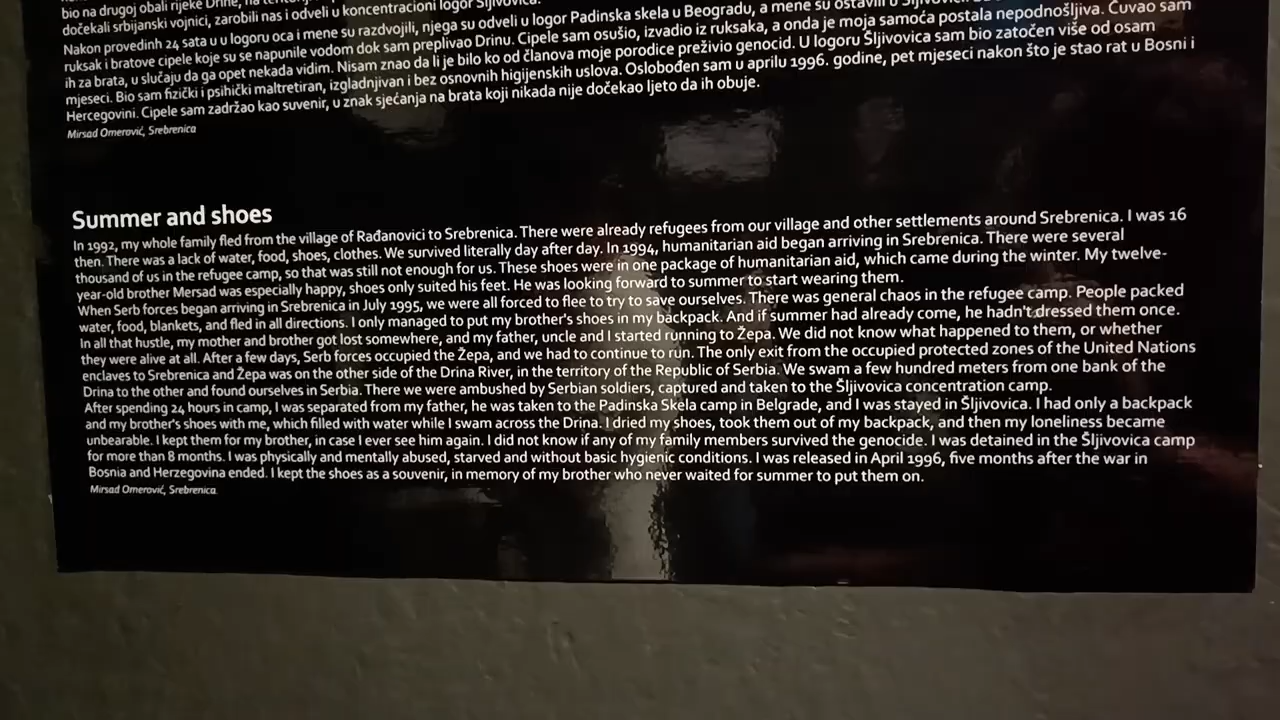 bio na drugoj obali rijeke Drine, na
dočekali srbijanski vojnici, zarobili nas i odveli u koncentracioni logor Šljivovica.
Nakon provedinh 24 sata u u logoru oca i mene su razdvojili, njega su odveli u logor Padinska skela u Beogradu, a mene su ostavili u
ruksak i bratove cipele koje su se napunile vodom dok sam preplivao Drinu. Cipele sam osušio, izvadio iz ruksaka, a onda je moja samoća postala nepodnošljiva. Čuvao sam
ih za brata, u slučaju da ga opet nekada vidim. Nisam znao da li je bilo ko od članova moje porodice preživio genocid. U logoru Šljivovica sam bio zatočen više od osam
mjeseci. Bio sam fizički i psihički maltretiran, izgladnjivan i bez osnovnih higijenskih uslova. Oslobođen sam u aprilu 1996. godine, pet mjeseci nakon što je stao rat u Bosni i
Hercegovini. Cipele sam zadržao kao suvenir, u znak sjećanja na brata koji nikada nije dočekao ljeto da ih obuje.
Mirsad Omerović, Srebrenica
Summer and shoes
In 1992, my whole family fled from the village of Rađanovici to Srebrenica. There were already refugees from our village and other settlements around Srebrenica. I was 16
then. There was a lack of water, food, shoes, clothes. We survived literally day after day. In 1994, humanitarian aid began arriving in Srebrenica. There were several
thousand of us in the refugee camp, so that was still not enough for us. These shoes were in one package of humanitarian aid, which came during the winter. My twelve-
year-old brother Mersad was especially happy, shoes only suited his feet. He was looking forward to summer to start wearing them.
When Serb forces began arriving in Srebrenica in July 1995, we were all forced to flee to try to save ourselves. There was general chaos in the refugee camp. People packed
water, food, blankets, and fled in all directions. I only managed to put my brother's shoes in my backpack. And if summer had already come, he hadn't dressed them once.
In all that hustle, my mother and brother got lost somewhere, and my father, uncle and I started running to Žepa. We did not know what happened to them, or whether
they were alive at all. After a few days, Serb forces occupied the Žepa, and we had to continue to run. The only exit from the occupied protected zones of the United Nations
enclaves to Srebrenica and Žepa was on the other side of the Drina River, in the territory of the Republic of Serbia. We swam a few hundred meters from one bank of the
Drina to the other and found ourselves in Serbia. There we were ambushed by Serbian soldiers, captured and taken to the Šljivovica concentration camp.
After spending 24 hours in camp, I was separated from my father, he was taken to the Padinska Skela camp in Belgrade, and I was stayed in Šljivovica. I had only a backpack
and my brother's shoes with me, which filled with water while I swam across the Drina. I dried my shoes, took them out of my backpack, and then my loneliness became
unbearable. I kept them for my brother, in case I ever see him again. I did not know if any of my family members survived the genocide. I was detained in the Šljivovica camp
for more than 8 months. I was physically and mentally abused, starved and without basic hygienic conditions. I was released in April 1996, five months after the war in
Bosnia and Herzegovina ended. I kept the shoes as a souvenir, in memory of my brother who never waited for summer to put them on.
Mirsad Omerović, Srebrenica